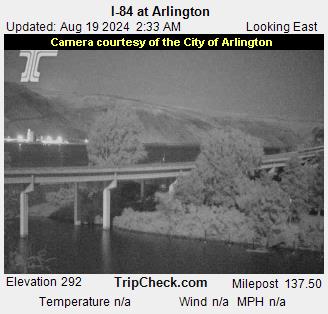 I-84 at Arlington
Updated: Aug 19 2024 2:33 AM Looking East
Camera courtesy of the City of Arlington
Elevation 292 TripCheck.com Milepost 137.50
Temperature n/a Wind n/a MPH n/a